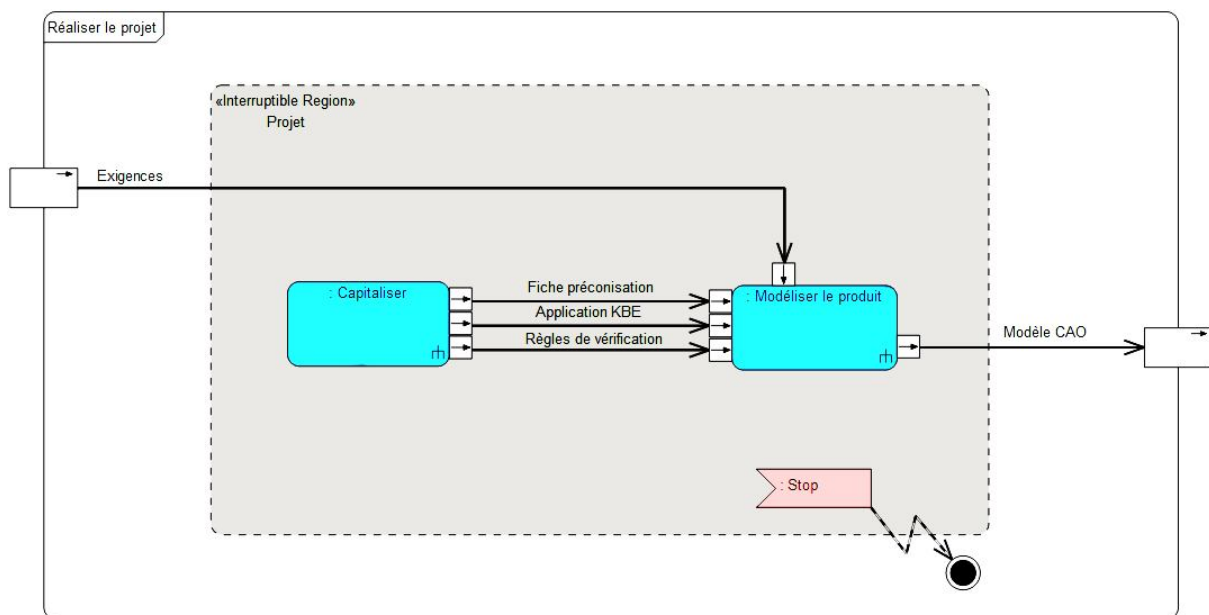 Réaliser le projet
«Interruptible Region»
Projet
Exigences
: Capitaliser
Fiche préconisation
Application KBE
Règles de vérification
: Modéliser le produit
Modèle CAO
: Stop